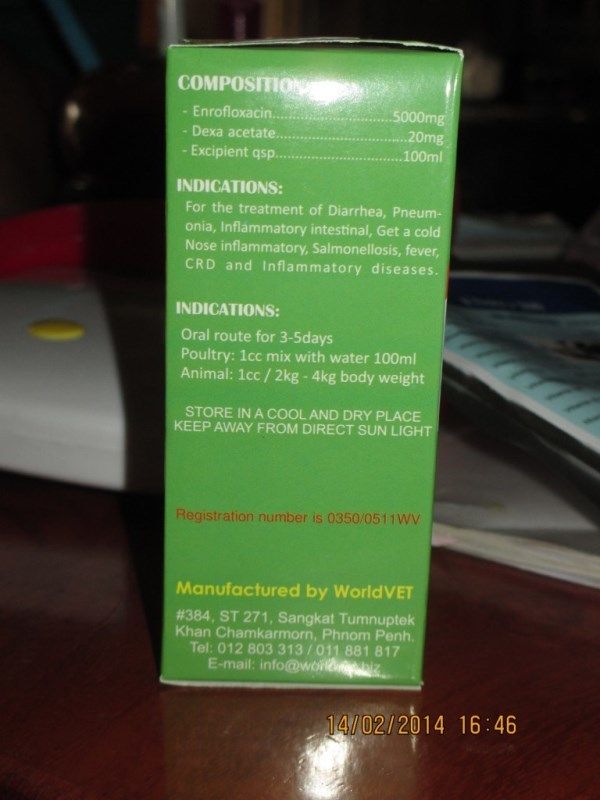 COMPOSITION
- Enrofloxacin..............................5000mg
- Dexa acetate.................................20mg
- Excipient qsp................................100ml
INDICATIONS:
For the treatment of Diarrhea, Pneum-
onia, Inflammatory intestinal, Get a cold
Nose inflammatory, Salmonellosis, fever,
CRD and Inflammatory diseases.
INDICATIONS:
Oral route for 3-5days
Poultry: 1cc mix with water 100ml
Animal: 1cc / 2kg - 4kg body weight
STORE IN A COOL AND DRY PLACE
KEEP AWAY FROM DIRECT SUN LIGHT
Registration number is 0350/0511WV
Manufactured by WorldVET
#384, ST 271, Sangkat Tumnuptek
Khan Chamkarmorn, Phnom Penh.
Tel: 012 803 313 / 011 881 817
E-mail:
14/02/2014 16:46